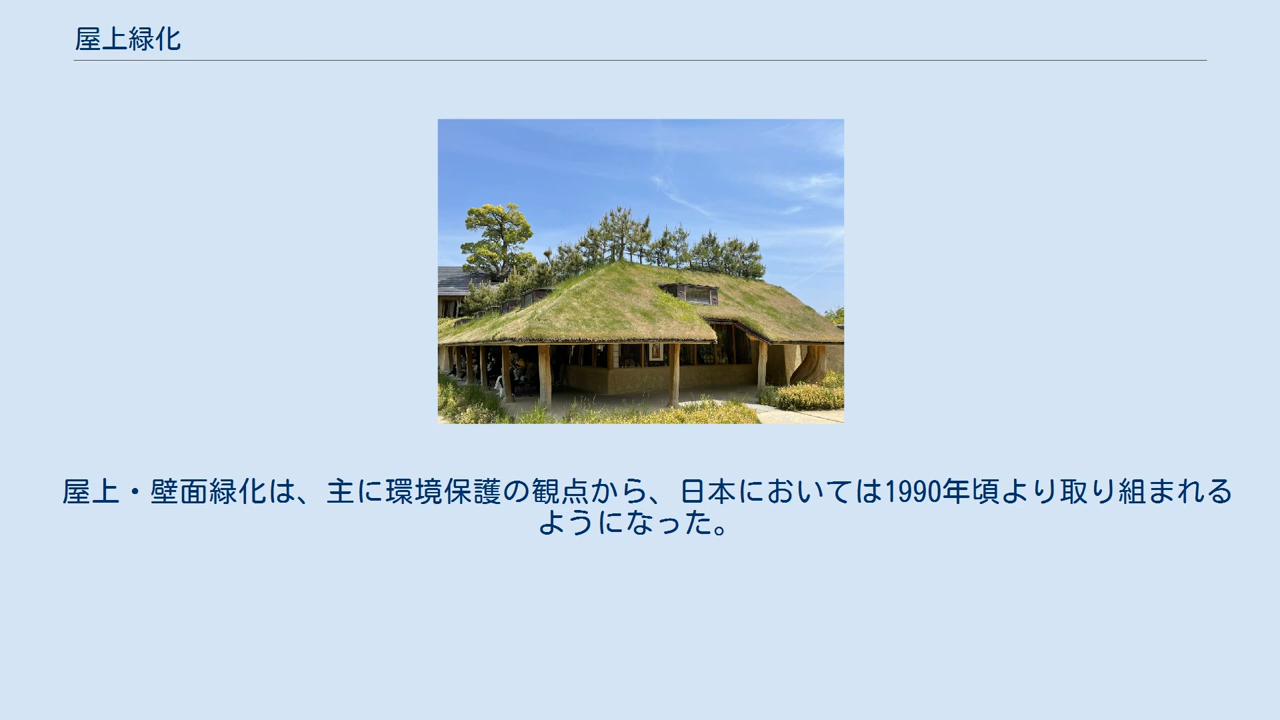 屋上緑化
屋上・壁面緑化は、主に環境保護の観点から、日本においては1990年頃より取り組まれる
ようになった。